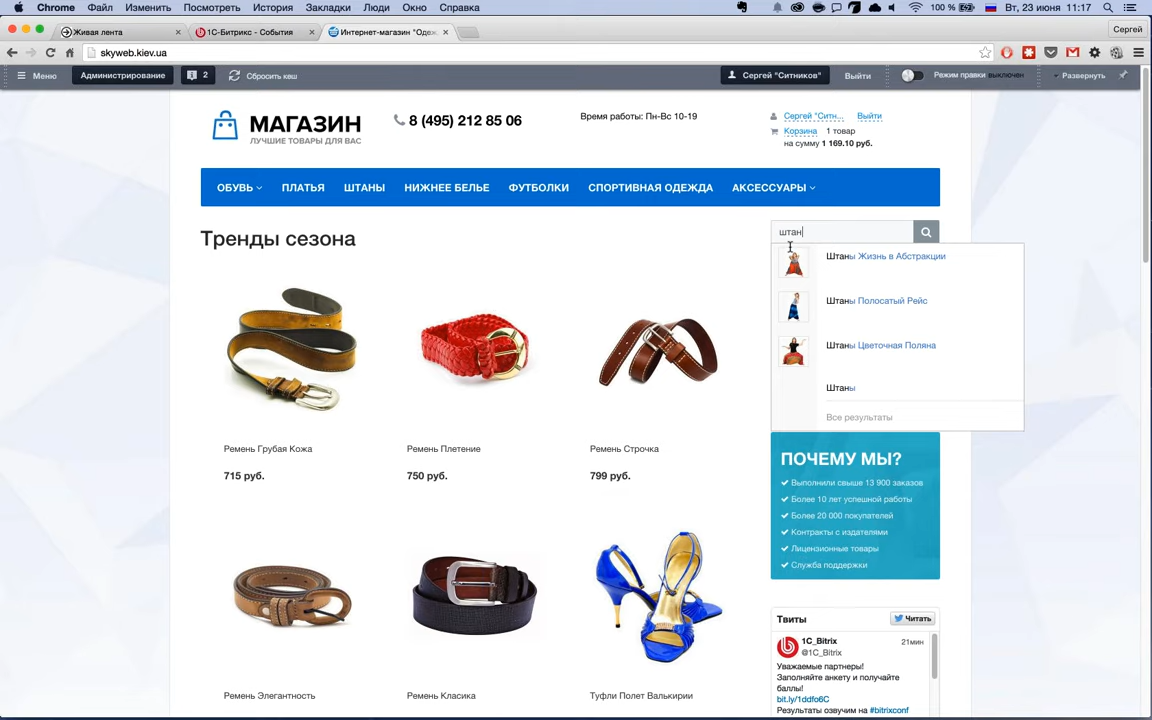 Chrome Файл Изменить Посмотреть История Закладки Люди Окно Справка 100 % Вт, 23 июня 11:17
Живая лента 1С-Битрикс - События Интернет-магазин "Одеж Сергей
skyweb.kiev.ua
Меню Администрирование 2 Сбросить кеш Сергей "Ситников" Выйти Режим правки выключен Развернуть
МАГАЗИН
ЛУЧШИЕ ТОВАРЫ ДЛЯ ВАС
8 (495) 212 85 06
Время работы: Пн-Вс 10-19
Сергей "Ситн... Выйти
Корзина 1 товар
на сумму 1 169.10 руб.
ОБУВЬ ПЛАТЬЯ ШТАНЫ НИЖНЕЕ БЕЛЬЕ ФУТБОЛКИ СПОРТИВНАЯ ОДЕЖДА АКСЕССУАРЫ
Тренды сезона
штан
Штаны Жизнь в Абстракции
Штаны Полосатый Рейс
Штаны Цветочная Поляна
Штаны
Все результаты
Ремень Грубая Кожа Ремень Плетение Ремень Строчка
715 руб. 750 руб. 799 руб.
ПОЧЕМУ МЫ?
Выполнили свыше 13 900 заказов
Более 10 лет успешной работы
Более 20 000 покупателей
Контракты с издателями
Лицензионные товары
Служба поддержки
Ремень Элегантность Ремень Класика Туфли Полет Валькирии
Твиты Читать
1C_Bitrix 21мин
@1C_Bitrix
Уважаемые партнеры!
Заполняйте анкету и получайте
баллы!
bit.ly/1ddfo6C
Результаты озвучим на #bitrixconf